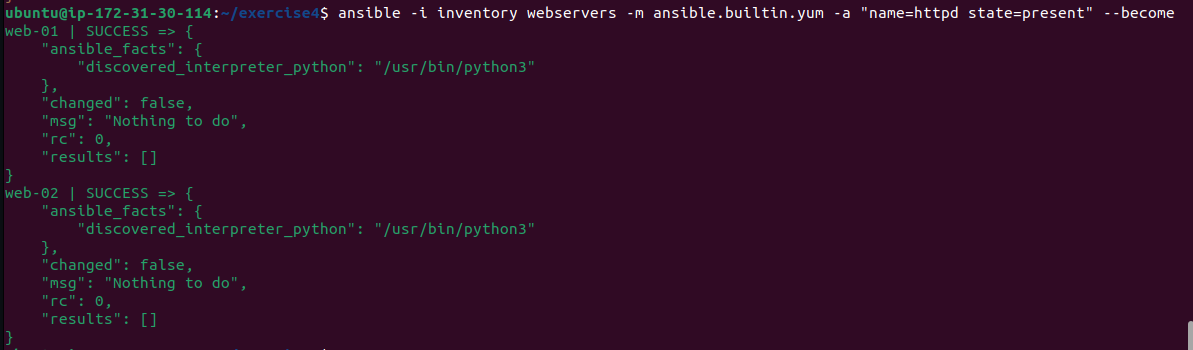 ubuntu@ip-172-31-30-114:~/exercise4$ ansible -i inventory webservers -m ansible.builtin.yum -a "name=httpd state=present" --become
web-01 | SUCCESS => {
    "ansible_facts": {
        "discovered_interpreter_python": "/usr/bin/python3"
    },
    "changed": false,
    "msg": "Nothing to do",
    "rc": 0,
    "results": []
}
web-02 | SUCCESS => {
    "ansible_facts": {
        "discovered_interpreter_python": "/usr/bin/python3"
    },
    "changed": false,
    "msg": "Nothing to do",
    "rc": 0,
    "results": []
}